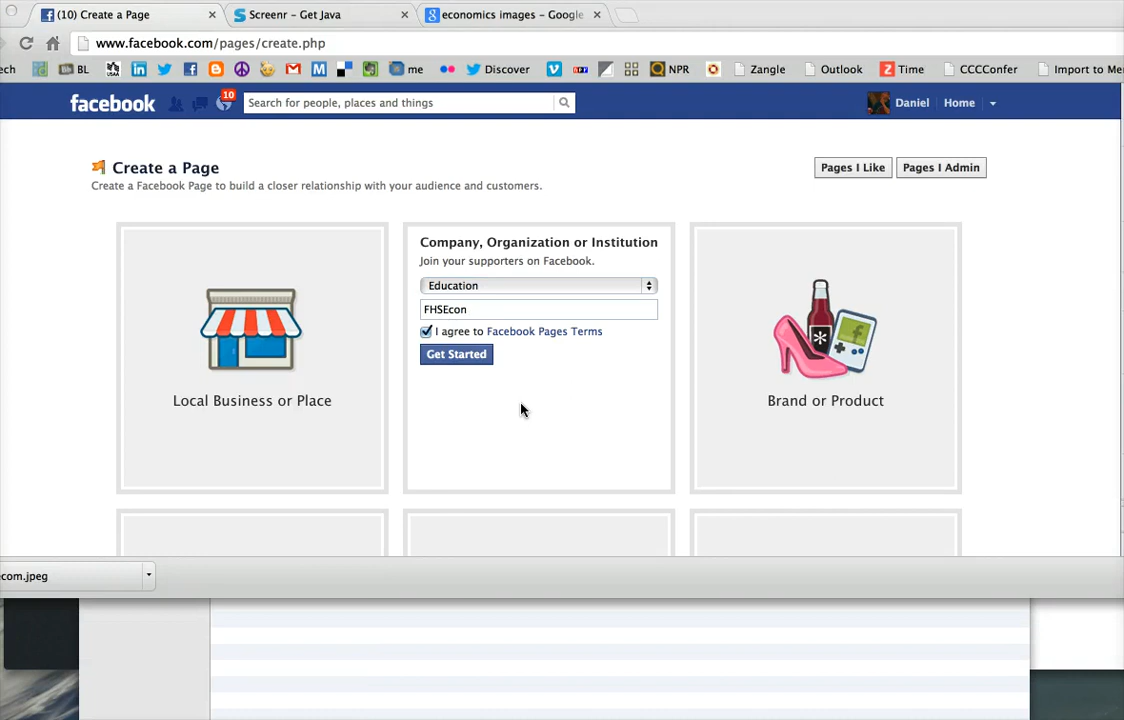 (10) Create a Page
Screenr - Get Java
economics images - Google
www.facebook.com/pages/create.php
ech
BL
me
Discover
NPR
Zangle
Outlook
Time
CCCConfer
Import to Me
facebook
10
Search for people, places and things
Daniel
Home
Create a Page
Pages I Like
Pages I Admin
Create a Facebook Page to build a closer relationship with your audience and customers.
Local Business or Place
Company, Organization or Institution
Join your supporters on Facebook.
Education
FHSEcon
I agree to Facebook Pages Terms
Get Started
Brand or Product
ecom.jpeg